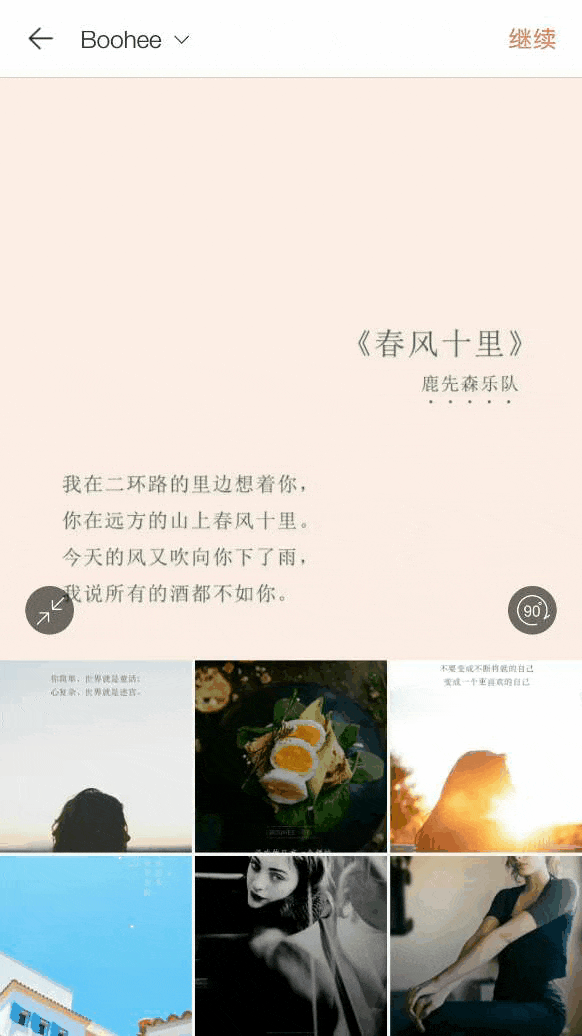 Boohee
继续
《春风十里》
鹿先森乐队
我在二环路的里边想着你，
你在远方的山上春风十里。
今天的风又吹向你下了雨，
我说所有的酒都不如你。
90°
你简单，世界就是童话；
心复杂，世界就是迷宫。
不要变成不断将就的自己
变成一个更喜欢的自己
BOOHEE